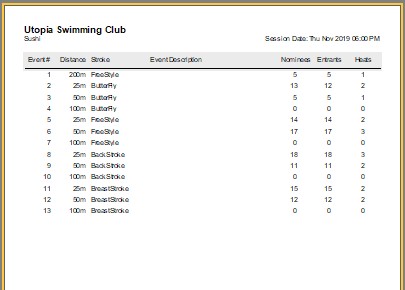 Utopia Swimming Club
Sushi Session Date: Thu Nov 2019 06:00 PM
Event# Distance Stroke Event Description Nominees Entrants Heats
1 200m FreeStyle 5 5 1
2 25m ButterFly 13 12 2
3 50m ButterFly 5 5 1
4 100m ButterFly 0 0 0
5 25m FreeStyle 14 14 2
6 50m FreeStyle 17 17 3
7 100m FreeStyle 0 0 0
8 25m BackStroke 18 18 3
9 50m BackStroke 11 11 2
10 100m BackStroke 0 0 0
11 25m BreastStroke 15 15 2
12 50m BreastStroke 12 12 2
13 100m BreastStroke 0 0 0